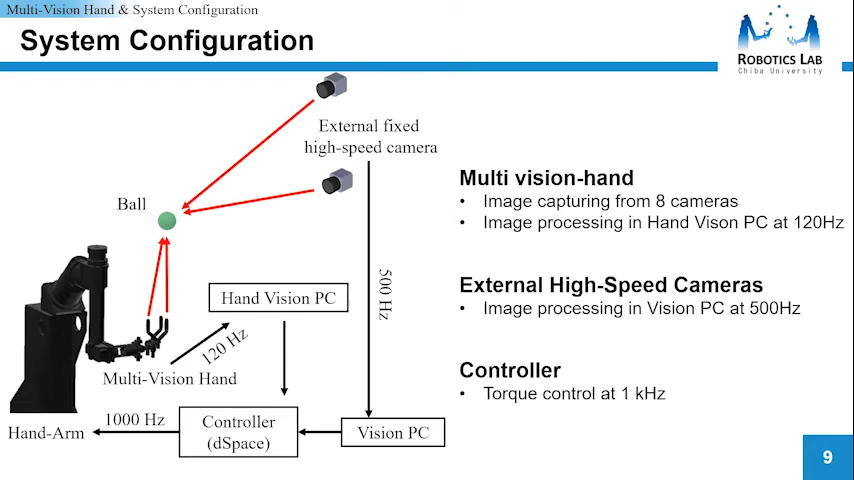 Multi-Vision Hand & System Configuration
System Configuration
ROBOTICS LAB
Chiba University
External fixed
high-speed camera
Ball
500 Hz
Hand Vision PC
120 Hz
Multi-Vision Hand
1000 Hz
Hand-Arm
Controller
(dSpace)
Vision PC
Multi vision-hand
• Image capturing from 8 cameras
• Image processing in Hand Vison PC at 120Hz
External High-Speed Cameras
• Image processing in Vision PC at 500Hz
Controller
• Torque control at 1 kHz
9